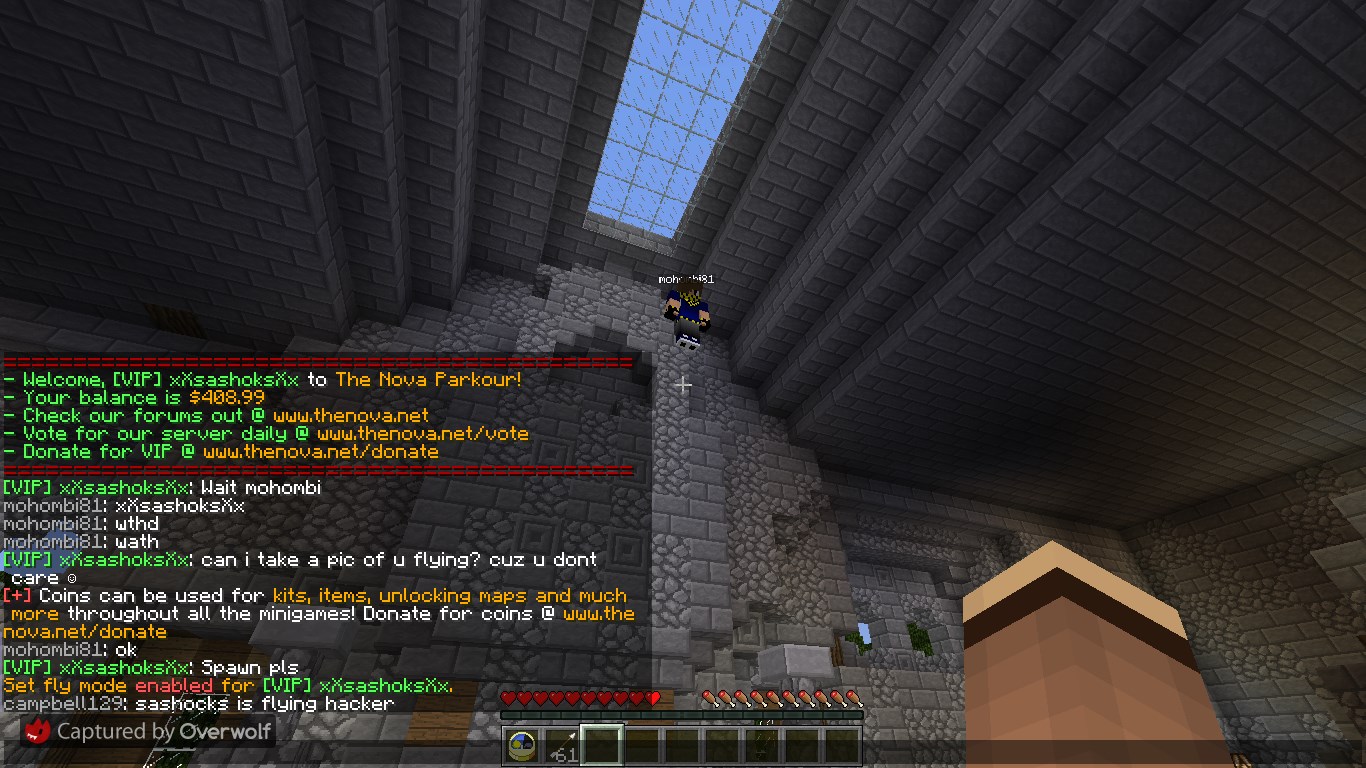 mohombi81
- Welcome, [VIP] xXsashoksXx to The Nova Parkour!
- Your balance is $408.99
- Check our forums out @ www.thenova.net
- Vote for our server daily @ www.thenova.net/vote
- Donate for VIP @ www.thenova.net/donate
[VIP] xXsashoksXx: Wait mohombi
mohombi81: xXsashoksXx
mohombi81: wthd
mohombi81: wath
[VIP] xXsashoksXx: can i take a pic of u flying? cuz u dont
care ☺
[+] Coins can be used for kits, items, unlocking maps and much
more throughout all the minigames! Donate for coins @ www.the
nova.net/donate
mohombi81: ok
[VIP] xXsashoksXx: Spawn pls
Set fly mode enabled for [VIP] xXsashoksXx.
campbell129: sashocks is flying hacker
Captured by Overwolf
61